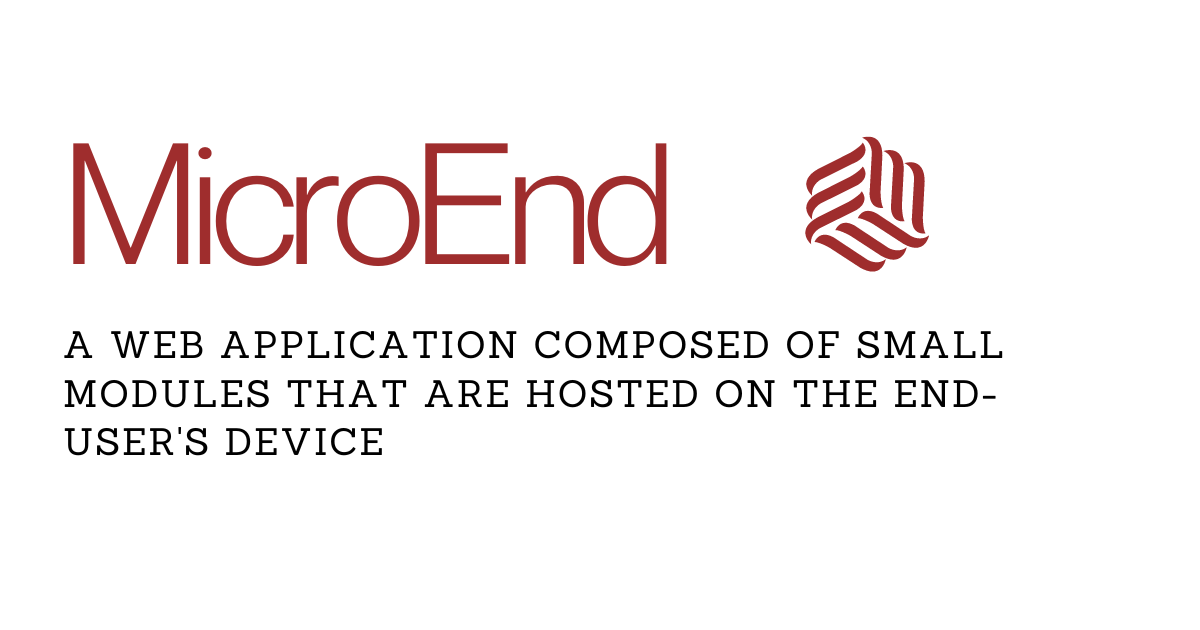 MicroEnd
A WEB APPLICATION COMPOSED OF SMALL
MODULES THAT ARE HOSTED ON THE END-
USER'S DEVICE